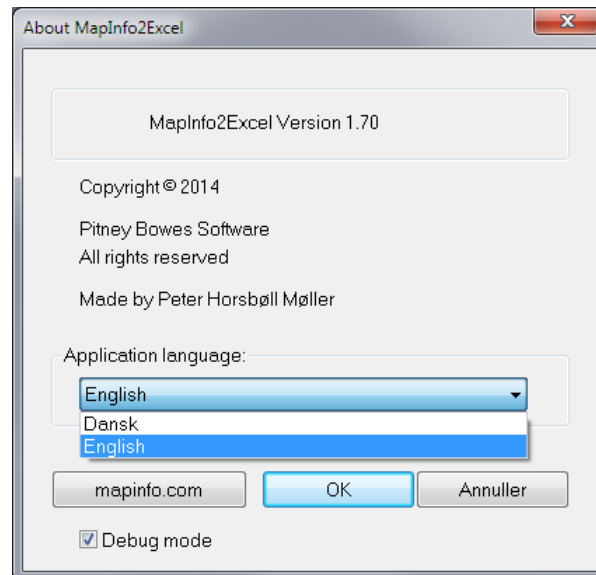 About MapInfo2Excel
MapInfo2Excel Version 1.70
Copyright © 2014
Pitney Bowes Software
All rights reserved
Made by Peter Horsbøll Møller
Application language:
English
Dansk
English
mapinfo.com OK Annuller
Debug mode